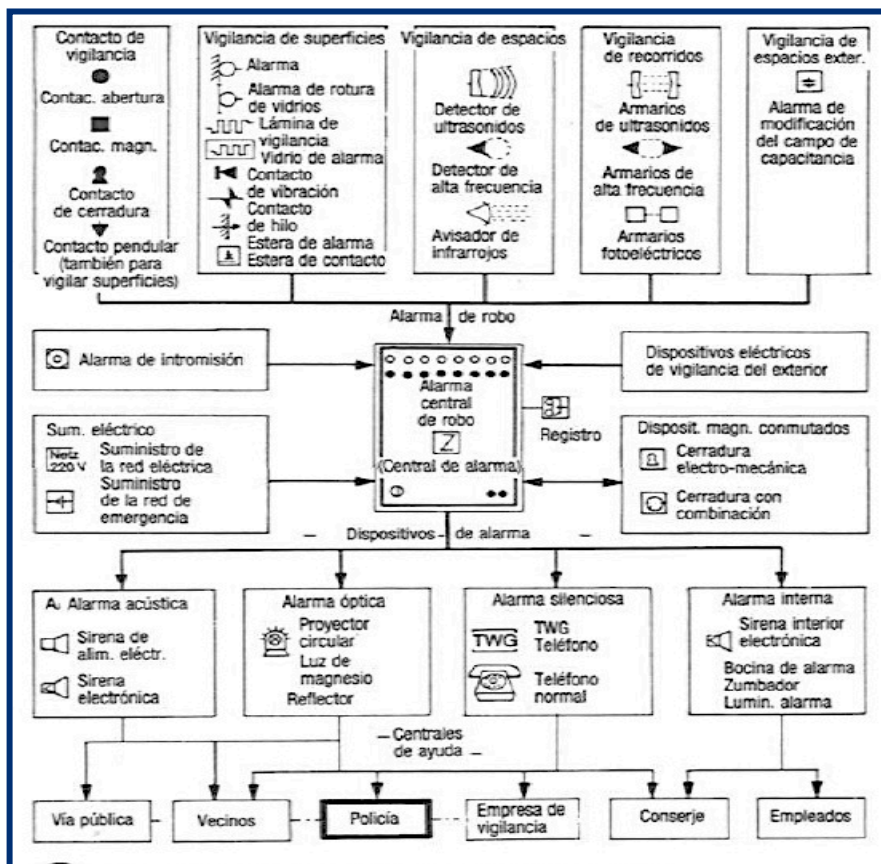 Contacto de
vigilancia
Contac. abertura
Contac. magn.
Contacto
de cerradura
Contacto pendular
(también para
vigilar superficies)
Vigilancia de superficies
Alarma
Alarma de rotura
de vidrios
Lámina de
vigilancia
Vidrio de alarma
Contacto
de vibración
Contacto
de hilo
Estera de alarma
Estera de contacto
Vigilancia de espacios
Detector de
ultrasonidos
Detector de
alta frecuencia
Avisador de
infrarrojos
Vigilancia
de recorridos
Armarios
de ultrasonidos
Armarios de
alta frecuencia
Armarios
fotoeléctricos
Vigilancia de
espacios exter.
Alarma de
modificación
del campo de
capacitancia
Alarma de robo
Alarma de intromisión
Alarma
central
de robo
Z
(Central de alarma)
Registro
Dispositivos eléctricos
de vigilancia del exterior
Sum. eléctrico
Netz
220 V
Suministro de
la red eléctrica
Suministro
de la red de
emergencia
Disposit. magn. conmutados
Cerradura
electro-mecánica
Cerradura con
combinación
— Dispositivos - de alarma —
A. Alarma acústica
Sirena de
alim. eléctr.
Sirena
electrónica
Alarma óptica
Proyector
circular
Luz de
magnesio
Reflector
Alarma silenciosa
TWG
TWG
Teléfono
Teléfono
normal
Alarma interna
Sirena interior
electrónica
Bocina de alarma
Zumbador
Lumin. alarma
— Centrales
de ayuda —
Vía pública
Vecinos
Policía
Empresa de
vigilancia
Conserje
Empleados